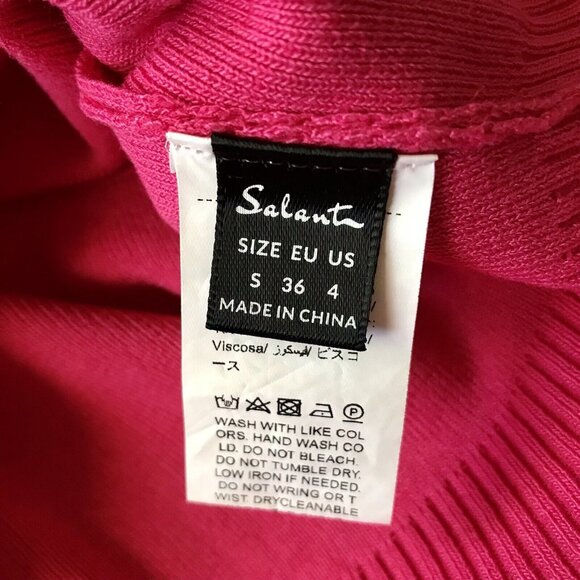 Salant
SIZE EU US
S 36 4
MADE IN CHINA
Viscosa/ فيسكوز / ビスコ
ース
WASH WITH LIKE COL
ORS. HAND WASH CO
LD. DO NOT BLEACH.
DO NOT TUMBLE DRY.
LOW IRON IF NEEDED.
DO NOT WRING OR T
WIST. DRYCLEANABLE